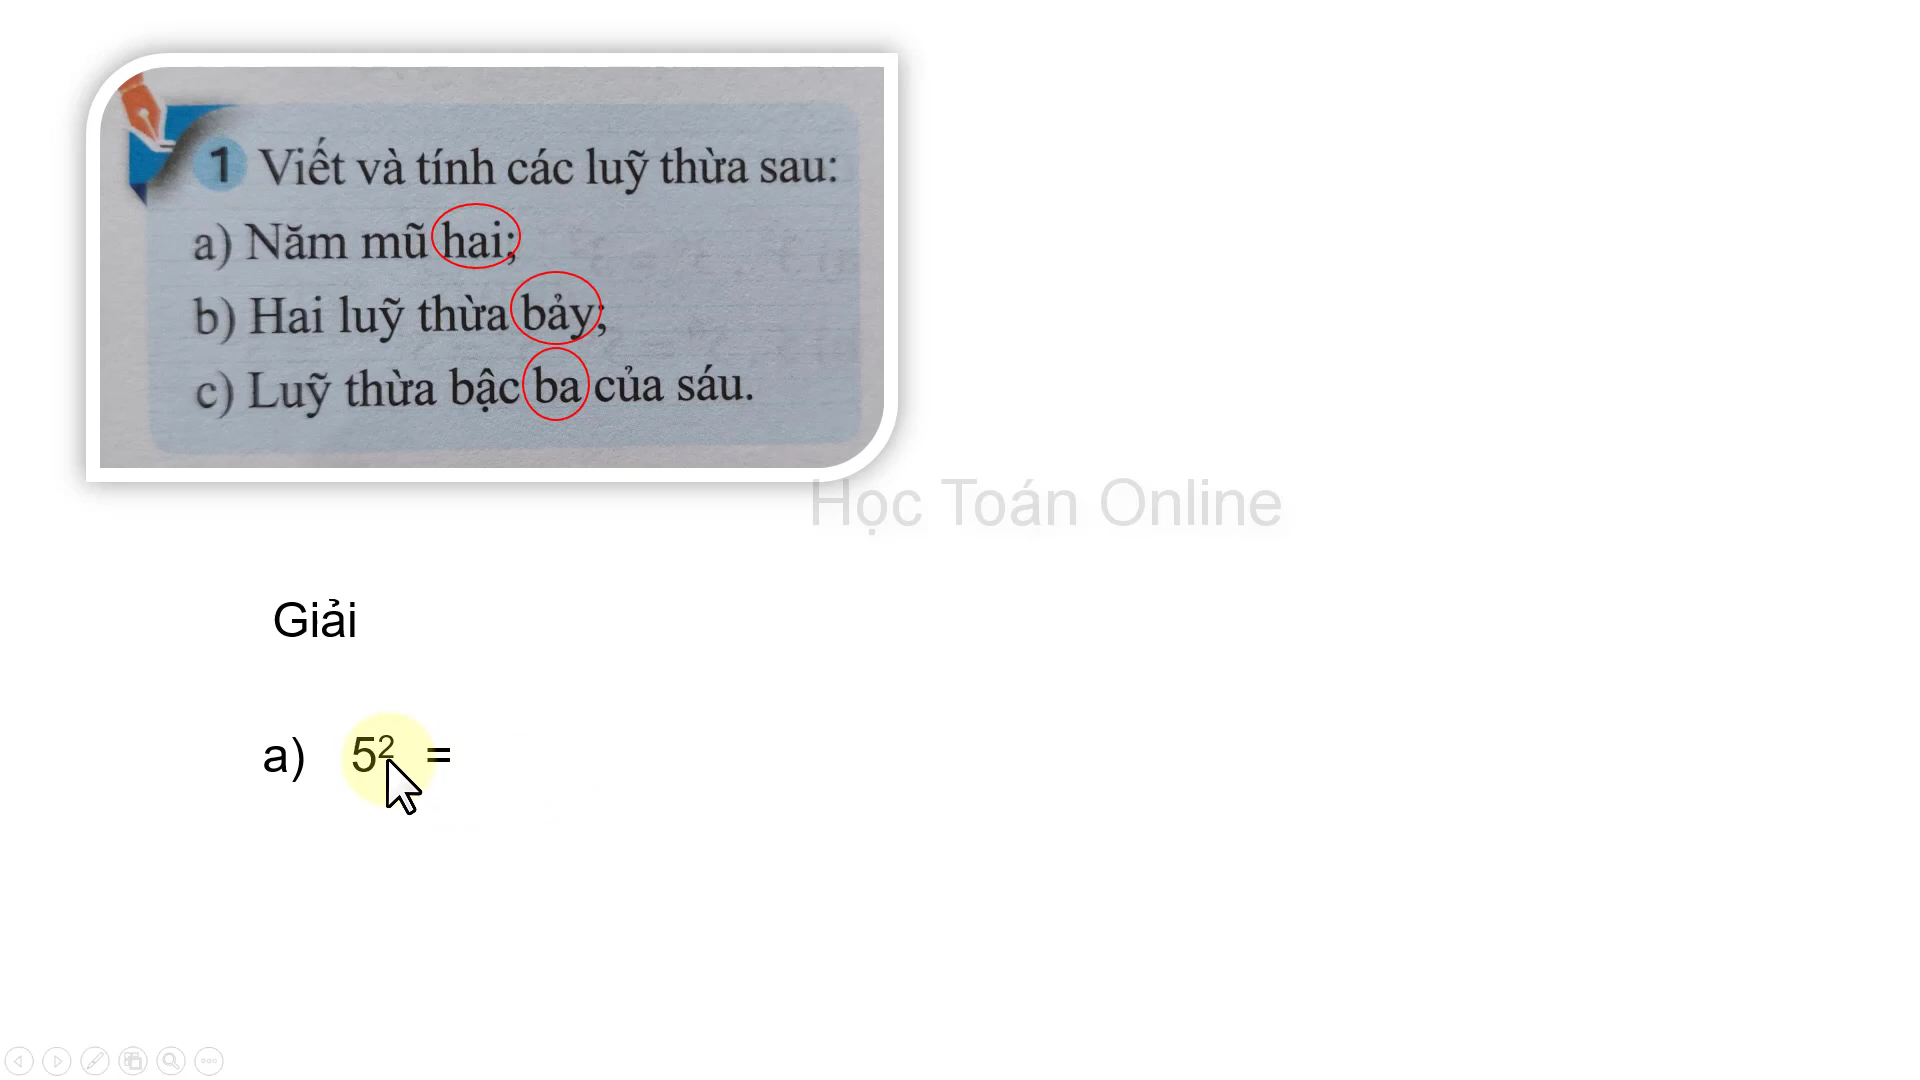 1 Viết và tính các luỹ thừa sau:
a) Năm mũ hai;
b) Hai luỹ thừa bảy;
c) Luỹ thừa bậc ba của sáu.
Học Toán Online
Giải
a) 5² =